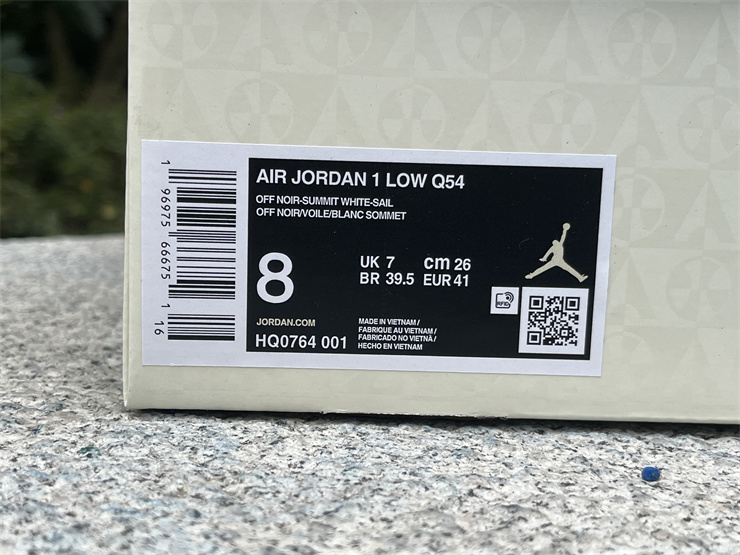 AIR JORDAN 1 LOW Q54
OFF NOIR-SUMMIT WHITE-SAIL
OFF NOIR/VOILE/BLANC SOMMET
8
UK 7 cm 26
BR 39.5 EUR 41
RFID
JORDAN.COM
HQ0764 001
MADE IN VIETNAM /
FABRIQUE AU VIETNAM /
FABRICADO NO VIETNÃ /
HECHO EN VIETNAM
1 96975 66675 1 16